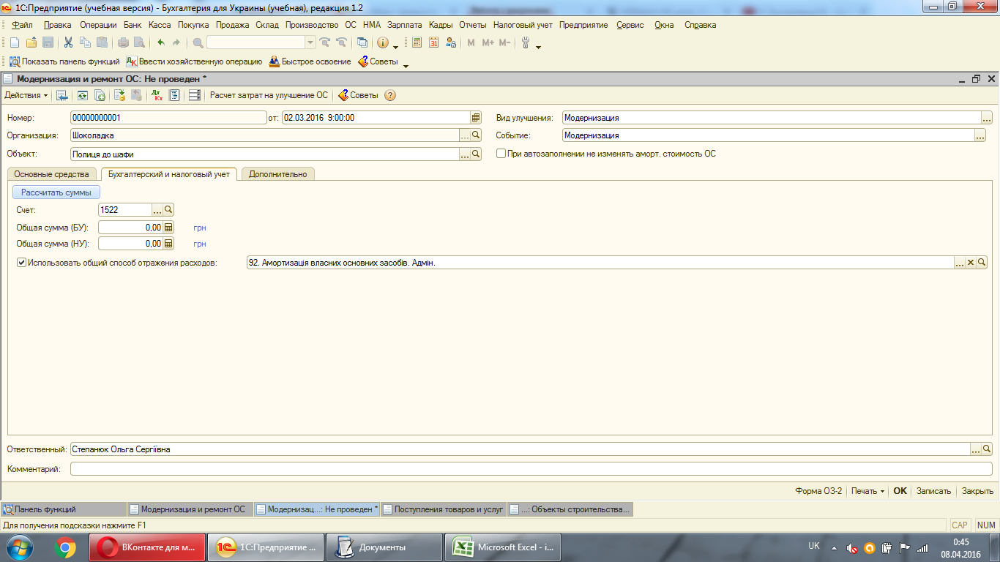 1С:Предприятие (учебная версия) - Бухгалтерия для Украины (учебная), редакция 1.2
Файл Правка Операции Банк Касса Покупка Продажа Склад Производство ОС НМА Зарплата Кадры Отчеты Налоговый учет Предприятие Сервис Окна Справка
M M+ M-
Показать панель функций Ввести хозяйственную операцию Быстрое освоение Советы
Модернизация и ремонт ОС: Не проведен *
Действия Расчет затрат на улучшение ОС Советы
Номер: 00000000001 от: 02.03.2016 9:00:00 Вид улучшения: Модернизация
Организация: Шоколадка Событие: Модернизация
Объект: Полиця до шафи При автозаполнении не изменять аморт. стоимость ОС
Основные средства Бухгалтерский и налоговый учет Дополнительно
Рассчитать суммы
Счет: 1522
Общая сумма (БУ): 0,00 грн
Общая сумма (НУ): 0,00 грн
Использовать общий способ отражения расходов: 92. Амортизація власних основних засобів. Адмін.
Ответственный: Степанюк Ольга Сергіївна
Комментарий:
Форма ОЗ-2 Печать OK Записать Закрыть
Панель функций Модернизация и ремонт ОС Модернизац...: Не проведен * Поступления товаров и услуг ...: Объекты строительства...
Для получения подсказки нажмите F1 CAP NUM
ВКонтакте для м... 1С:Предприятие ... Документы Microsoft Excel - i... UK 0:45
08.04.2016